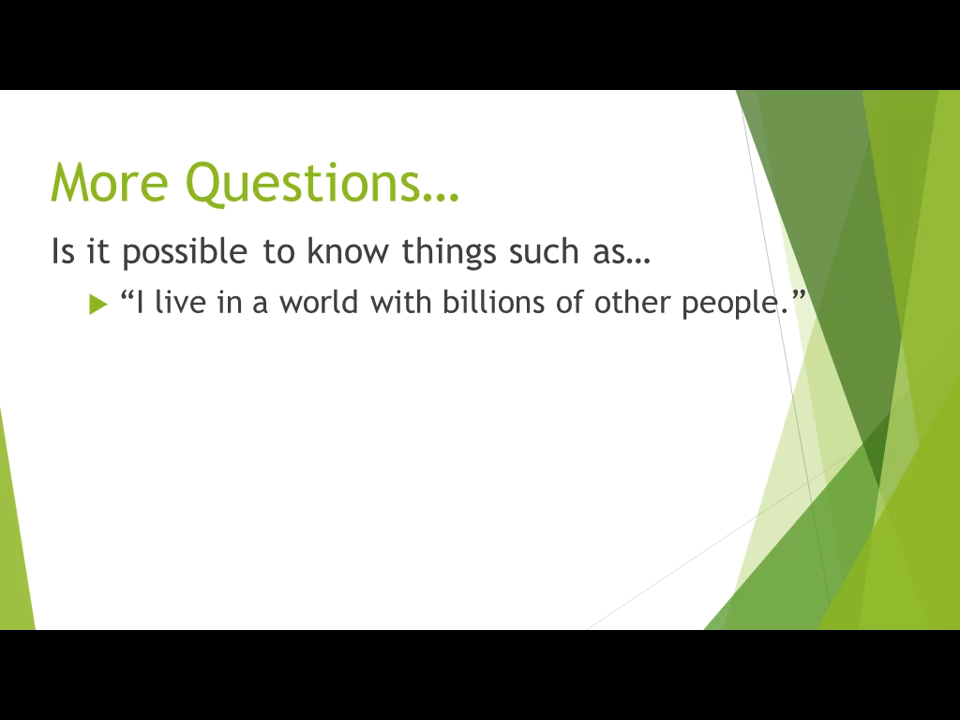 More Questions…
Is it possible to know things such as…
“I live in a world with billions of other people.”